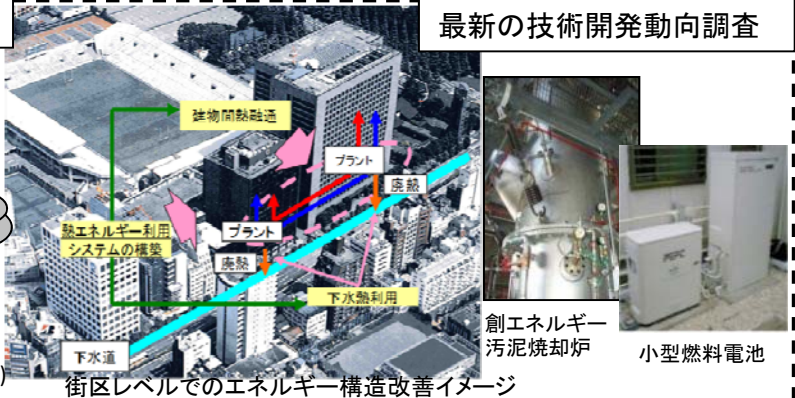 最新の技術開発動向調査
建物間熱融通
プラント
廃熱
熱エネルギー利用
システムの構築
プラント
廃熱
下水熱利用
下水道
創エネルギー
汚泥焼却炉
小型燃料電池
)
街区レベルでのエネルギー構造改善イメージ